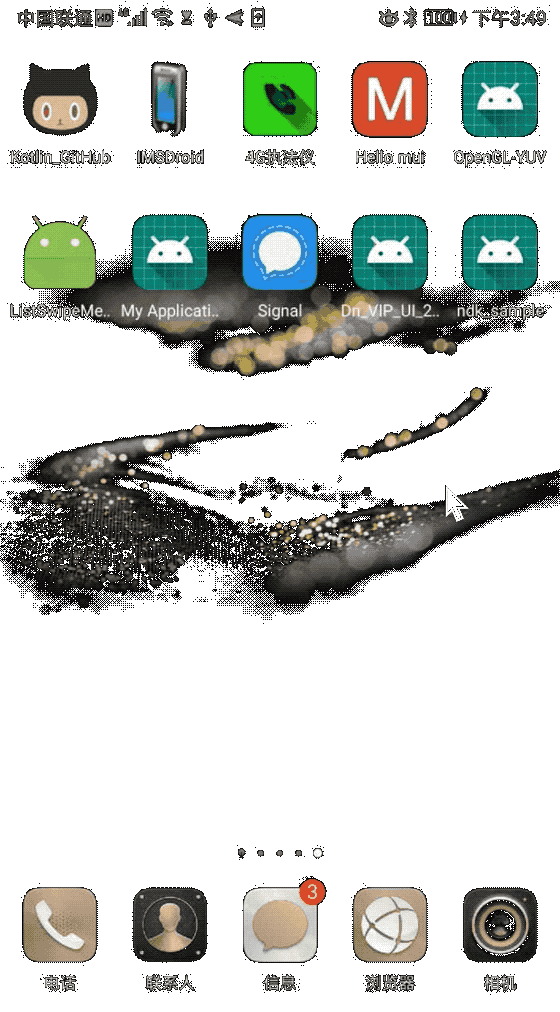 中国联通 HD 4G 100 下午3:49
Kotlin_GitHub IMSDroid 4G执法仪 Hello mui OpenGL-YUV
M
ListSwipeMe.. My Applicati.. Signal Dn_VIP_UI_2.. ndk_sample
3
电话 联系人 信息 浏览器 相机